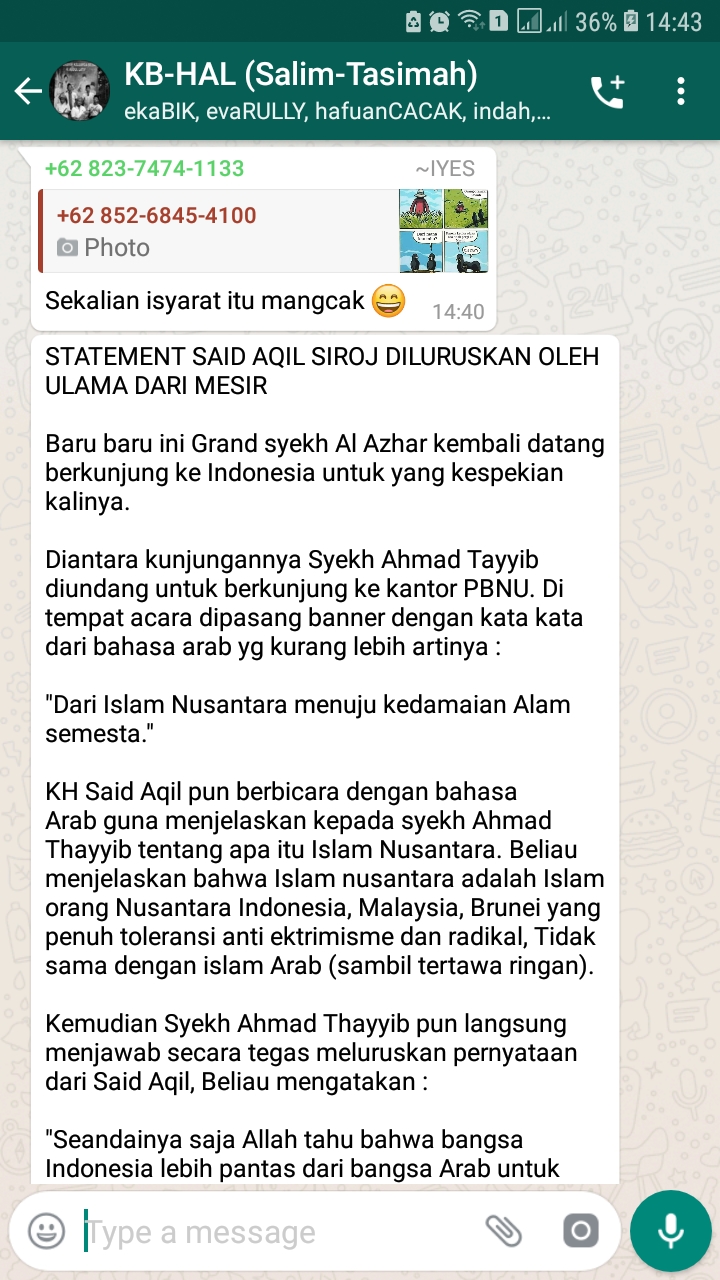 1 36% 14:43
KB-HAL (Salim-Tasimah)
ekaBIK, evaRULLY, hafuanCACAK, indah,...
+62 823-7474-1133 ~IYES
+62 852-6845-4100
Photo
Sekalian isyarat itu mangcak 😄
14:40
STATEMENT SAID AQIL SIROJ DILURUSKAN OLEH
ULAMA DARI MESIR
Baru baru ini Grand syekh Al Azhar kembali datang
berkunjung ke Indonesia untuk yang kespekian
kalinya.
Diantara kunjungannya Syekh Ahmad Tayyib
diundang untuk berkunjung ke kantor PBNU. Di
tempat acara dipasang banner dengan kata kata
dari bahasa arab yg kurang lebih artinya :
"Dari Islam Nusantara menuju kedamaian Alam
semesta."
KH Said Aqil pun berbicara dengan bahasa
Arab guna menjelaskan kepada syekh Ahmad
Thayyib tentang apa itu Islam Nusantara. Beliau
menjelaskan bahwa Islam nusantara adalah Islam
orang Nusantara Indonesia, Malaysia, Brunei yang
penuh toleransi anti ektrimisme dan radikal, Tidak
sama dengan islam Arab (sambil tertawa ringan).
Kemudian Syekh Ahmad Thayyib pun langsung
menjawab secara tegas meluruskan pernyataan
dari Said Aqil, Beliau mengatakan :
"Seandainya saja Allah tahu bahwa bangsa
Indonesia lebih pantas dari bangsa Arab untuk
Type a message